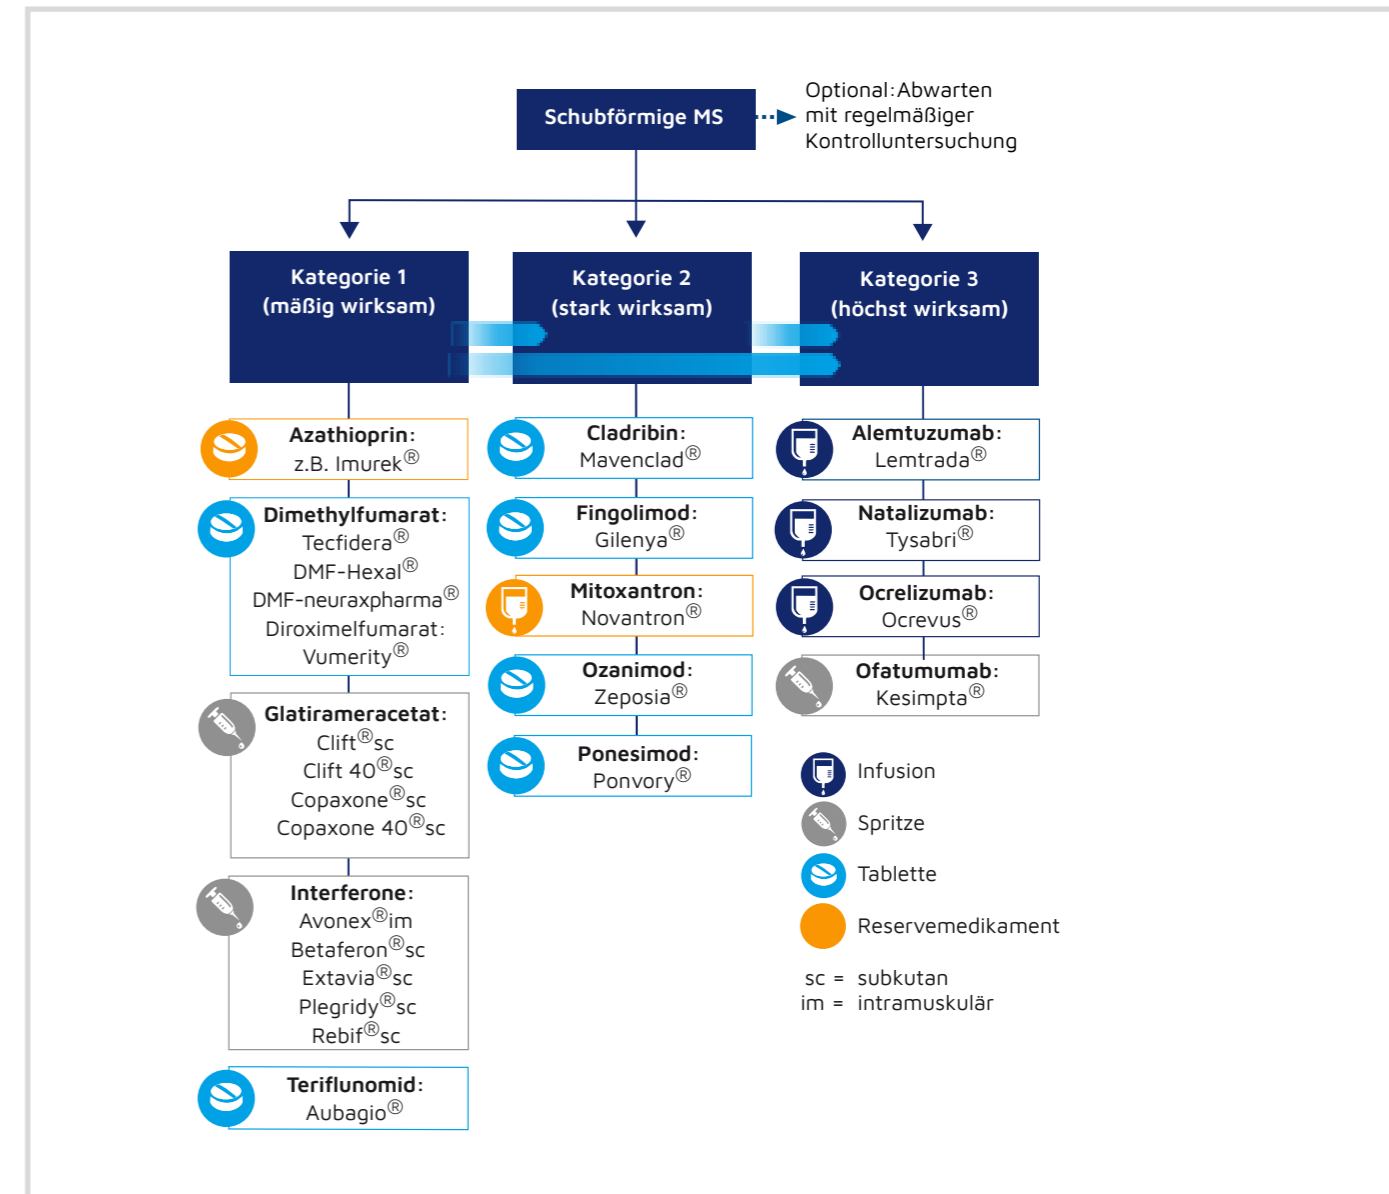 Schubförmige MS
Optional:Abwarten
mit regelmäßiger
Kontrolluntersuchung
Kategorie 1
(mäßig wirksam)
Kategorie 2
(stark wirksam)
Kategorie 3
(höchst wirksam)
Azathioprin:
z.B. Imurek®
Dimethylfumarat:
Tecfidera®
DMF-Hexal®
DMF-neuraxpharma®
Diroximelfumarat:
Vumerity®
Glatirameracetat:
Clift®sc
Clift 40®sc
Copaxone®sc
Copaxone 40®sc
Interferone:
Avonex®im
Betaferon®sc
Extavia®sc
Plegridy®sc
Rebif®sc
Teriflunomid:
Aubagio®
Cladribin:
Mavenclad®
Fingolimod:
Gilenya®
Mitoxantron:
Novantron®
Ozanimod:
Zeposia®
Ponesimod:
Ponvory®
Alemtuzumab:
Lemtrada®
Natalizumab:
Tysabri®
Ocrelizumab:
Ocrevus®
Ofatumumab:
Kesimpta®
Infusion
Spritze
Tablette
Reservemedikament
sc = subkutan
im = intramuskulär